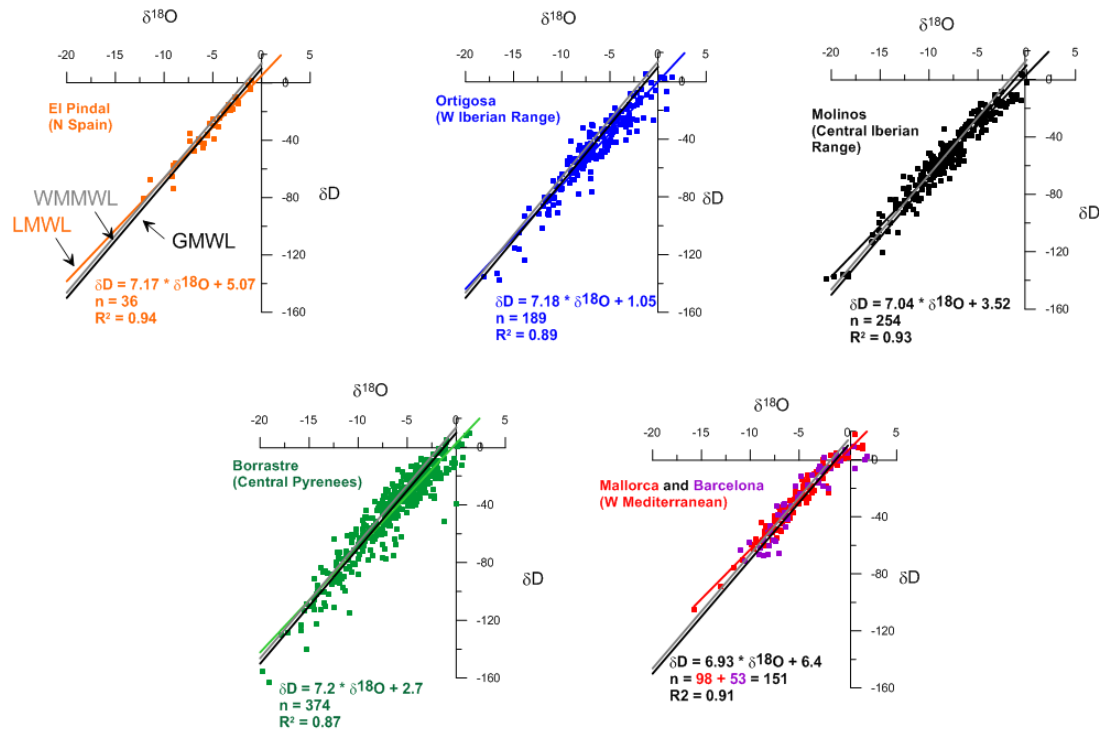 δ18O
-20 -15 -10 -5 0 5
El Pindal
(N Spain)
-40
-80
δD
WMMWL
LMWL
GMWL
-120
δD = 7.17 * δ18O + 5.07
n = 36
R² = 0.94
-160
δ18O
-20 -15 -10 -5 0 5
Ortigosa
(W Iberian Range)
-40
-80
δD
-120
δD = 7.18 * δ18O + 1.05
n = 189
R² = 0.89
-160
δ18O
-20 -15 -10 -5 0 5
Molinos
(Central Iberian
Range)
-40
-80
δD
-120
δD = 7.04 * δ18O + 3.52
n = 254
R² = 0.93
-160
δ18O
-20 -15 -10 -5 0 5
Borrastre
(Central Pyrenees)
-40
-80
δD
-120
-160
δD = 7.2 * δ18O + 2.7
n = 374
R² = 0.87
δ18O
-20 -15 -10 -5 0 5
Mallorca and Barcelona
(W Mediterranean)
-40
-80
δD
-120
δD = 6.93 * δ18O + 6.4
n = 98 + 53 = 151
R2 = 0.91
-160